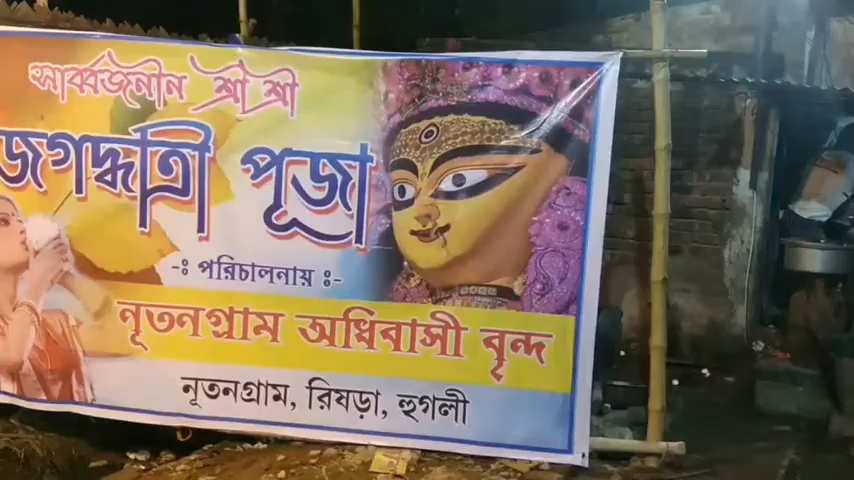 সার্বজনীন শ্রী শ্রী
জগদ্ধাত্রী পূজা
-ঃ পরিচালনায় ঃ-
নূতনগ্রাম অধিবাসী বৃন্দ
নূতনগ্রাম, রিষড়া, হুগলী